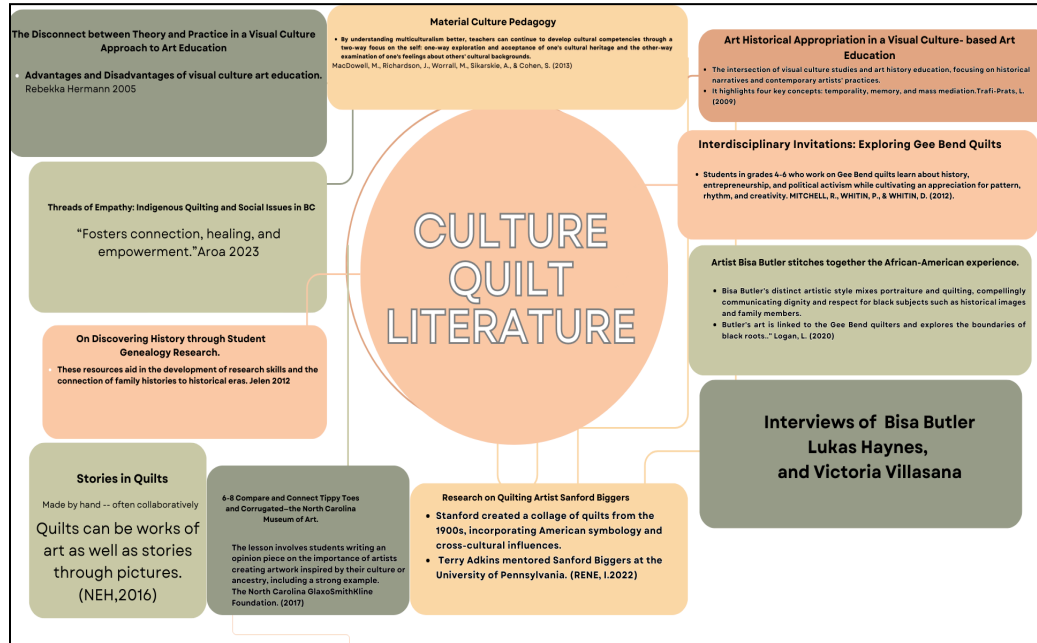 The Disconnect between Theory and Practice in a Visual Culture
Approach to Art Education
Advantages and Disadvantages of visual culture art education.
Rebekka Hermann 2005
Material Culture Pedagogy
By understanding multiculturalism better, teachers can continue to develop cultural competencies through a
two-way focus on the self: one-way exploration and acceptance of one's cultural heritage and the other-way
examination of one's feelings about others' cultural backgrounds.
MacDowell, M., Richardson, J., Worrall, M., Sikarskie, A., & Cohen, S. (2013)
Art Historical Appropriation in a Visual Culture- based Art
Education
The intersection of visual culture studies and art history education, focusing on historical
narratives and contemporary artists' practices.
It highlights four key concepts: temporality, memory, and mass mediation.Trafi-Prats, L.
(2009)
Threads of Empathy: Indigenous Quilting and Social Issues in BC
“Fosters connection, healing, and
empowerment.”Aroa 2023
Interdisciplinary Invitations: Exploring Gee Bend Quilts
Students in grades 4-6 who work on Gee Bend quilts learn about history,
entrepreneurship, and political activism while cultivating an appreciation for pattern,
rhythm, and creativity. MITCHELL, R., WHITIN, P., & WHITIN, D. (2012).
CULTURE
QUILT
LITERATURE
Artist Bisa Butler stitches together the African-American experience.
Bisa Butler's distinct artistic style mixes portraiture and quilting, compellingly
communicating dignity and respect for black subjects such as historical images
and family members.
Butler's art is linked to the Gee Bend quilters and explores the boundaries of
black roots.." Logan, L. (2020)
On Discovering History through Student
Genealogy Research.
These resources aid in the development of research skills and the
connection of family histories to historical eras. Jelen 2012
Interviews of Bisa Butler
Lukas Haynes,
and Victoria Villasana
Stories in Quilts
Made by hand -- often collaboratively
Quilts can be works of
art as well as stories
through pictures.
(NEH,2016)
6-8 Compare and Connect Tippy Toes
and Corrugated—the North Carolina
Museum of Art.
The lesson involves students writing an
opinion piece on the importance of artists
creating artwork inspired by their culture or
ancestry, including a strong example.
The North Carolina GlaxoSmithKline
Foundation. (2017)
Research on Quilting Artist Sanford Biggers
Stanford created a collage of quilts from the
1900s, incorporating American symbology and
cross-cultural influences.
Terry Adkins mentored Sanford Biggers at the
University of Pennsylvania. (RENE, I.2022)